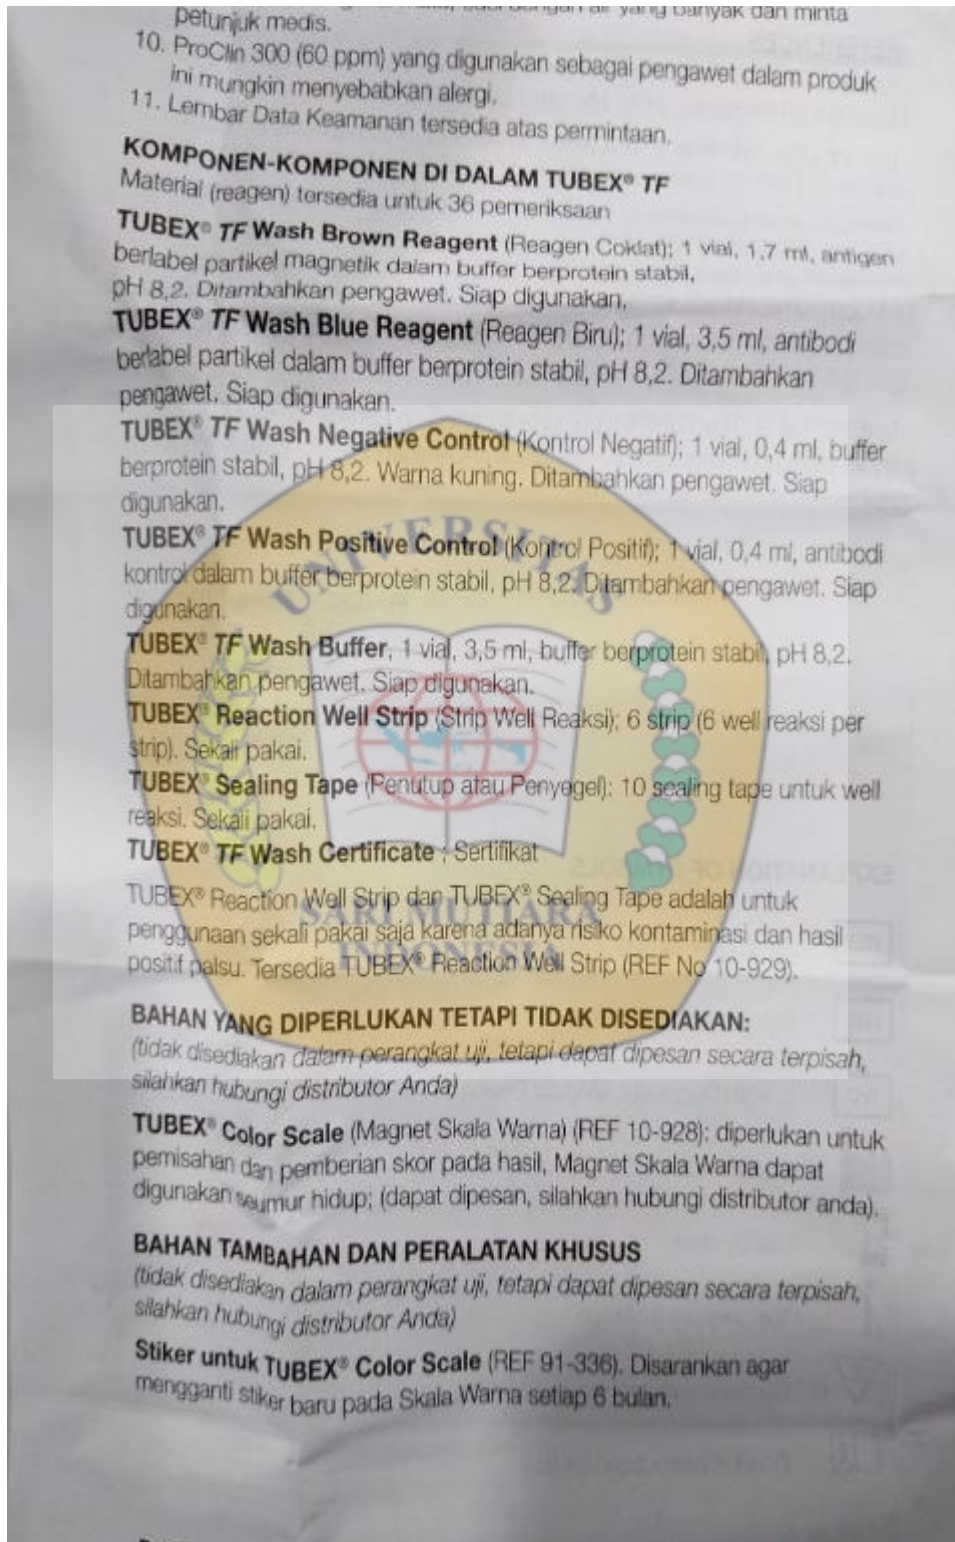 yang banyak dan minta
petunjuk medis.
10. ProClin 300 (60 ppm) yang digunakan sebagai pengawet dalam produk
ini mungkin menyebabkan alergi.
11. Lembar Data Keamanan tersedia atas permintaan.
KOMPONEN-KOMPONEN DI DALAM TUBEX® TF
Material (reagen) tersedia untuk 36 pemeriksaan
TUBEX® TF Wash Brown Reagent (Reagen Coklat); 1 vial, 1,7 ml, antigen
berlabel partikel magnetik dalam buffer berprotein stabil,
pH 8,2. Ditambahkan pengawet. Siap digunakan.
TUBEX® TF Wash Blue Reagent (Reagen Biru); 1 vial, 3,5 ml, antibodi
berlabel partikel dalam buffer berprotein stabil, pH 8,2. Ditambahkan
pengawet. Siap digunakan.
TUBEX® TF Wash Negative Control (Kontrol Negatif); 1 vial, 0,4 ml, buffer
berprotein stabil, pH 8,2. Warna kuning. Ditambahkan pengawet. Siap
digunakan.
TUBEX® TF Wash Positive Control (Kontrol Positif); 1 vial, 0,4 ml, antibodi
kontrol dalam buffer berprotein stabil, pH 8,2. Ditambahkan pengawet. Siap
digunakan.
TUBEX® TF Wash Buffer, 1 vial, 3,5 ml, buffer berprotein stabil, pH 8,2.
Ditambahkan pengawet. Siap digunakan.
TUBEX® Reaction Well Strip (Strip Well Reaksi); 6 strip (6 well reaksi per
strip). Sekali pakai.
TUBEX® Sealing Tape (Penutup atau Penyegel): 10 sealing tape untuk well
reaksi. Sekali pakai.
TUBEX® TF Wash Certificate ; Sertifikat
TUBEX® Reaction Well Strip dan TUBEX® Sealing Tape adalah untuk
penggunaan sekali pakai saja karena adanya risiko kontaminasi dan hasil
positif palsu. Tersedia TUBEX® Reaction Well Strip (REF No 10-929).
BAHAN YANG DIPERLUKAN TETAPI TIDAK DISEDIAKAN:
(tidak disediakan dalam perangkat uji, tetapi dapat dipesan secara terpisah,
silahkan hubungi distributor Anda)
TUBEX® Color Scale (Magnet Skala Warna) (REF 10-928): diperlukan untuk
pemisahan dan pemberian skor pada hasil, Magnet Skala Warna dapat
digunakan seumur hidup; (dapat dipesan, silahkan hubungi distributor anda).
BAHAN TAMBAHAN DAN PERALATAN KHUSUS
(tidak disediakan dalam perangkat uji, tetapi dapat dipesan secara terpisah,
silahkan hubungi distributor Anda)
Stiker untuk TUBEX® Color Scale (REF 91-336). Disarankan agar
mengganti stiker baru pada Skala Warna setiap 6 bulan.
UNIVERSITAS
SARI MUTIARA
INDONESIA